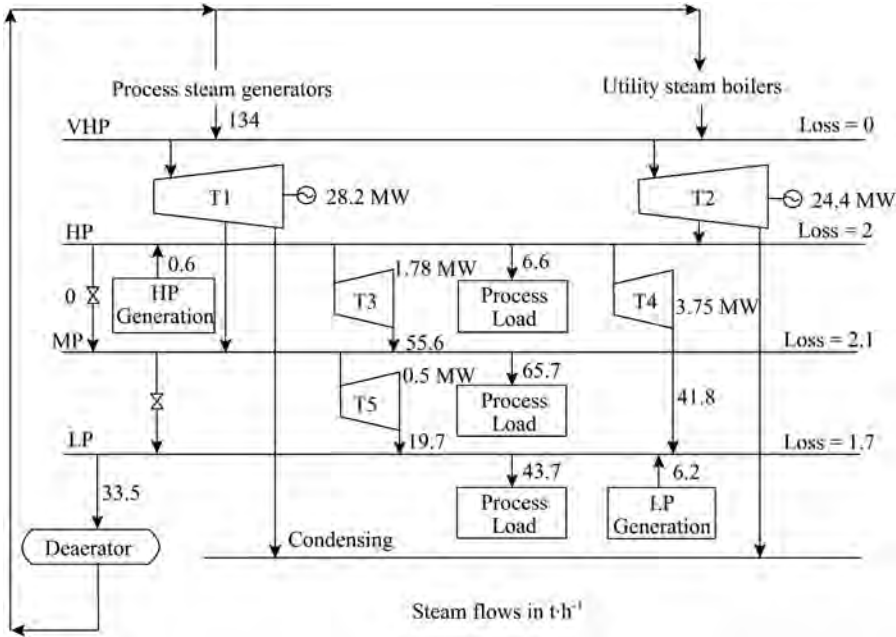 Process steam generators
Utility steam boilers
134
VHP
Loss = 0
T1
28.2 MW
T2
24,4 MW
HP
Loss = 2
0.6
1.78 MW
6.6
0
HP
Generation
T3
Process
Load
T4
3.75 MW
MP
55.6
Loss = 2.1
0.5 MW
65.7
T5
Process
Load
41.8
LP
19.7
Loss = 1.7
33.5
43.7
6.2
Process
Load
LP
Generation
Deaerator
Condensing
Steam flows in t·h⁻¹